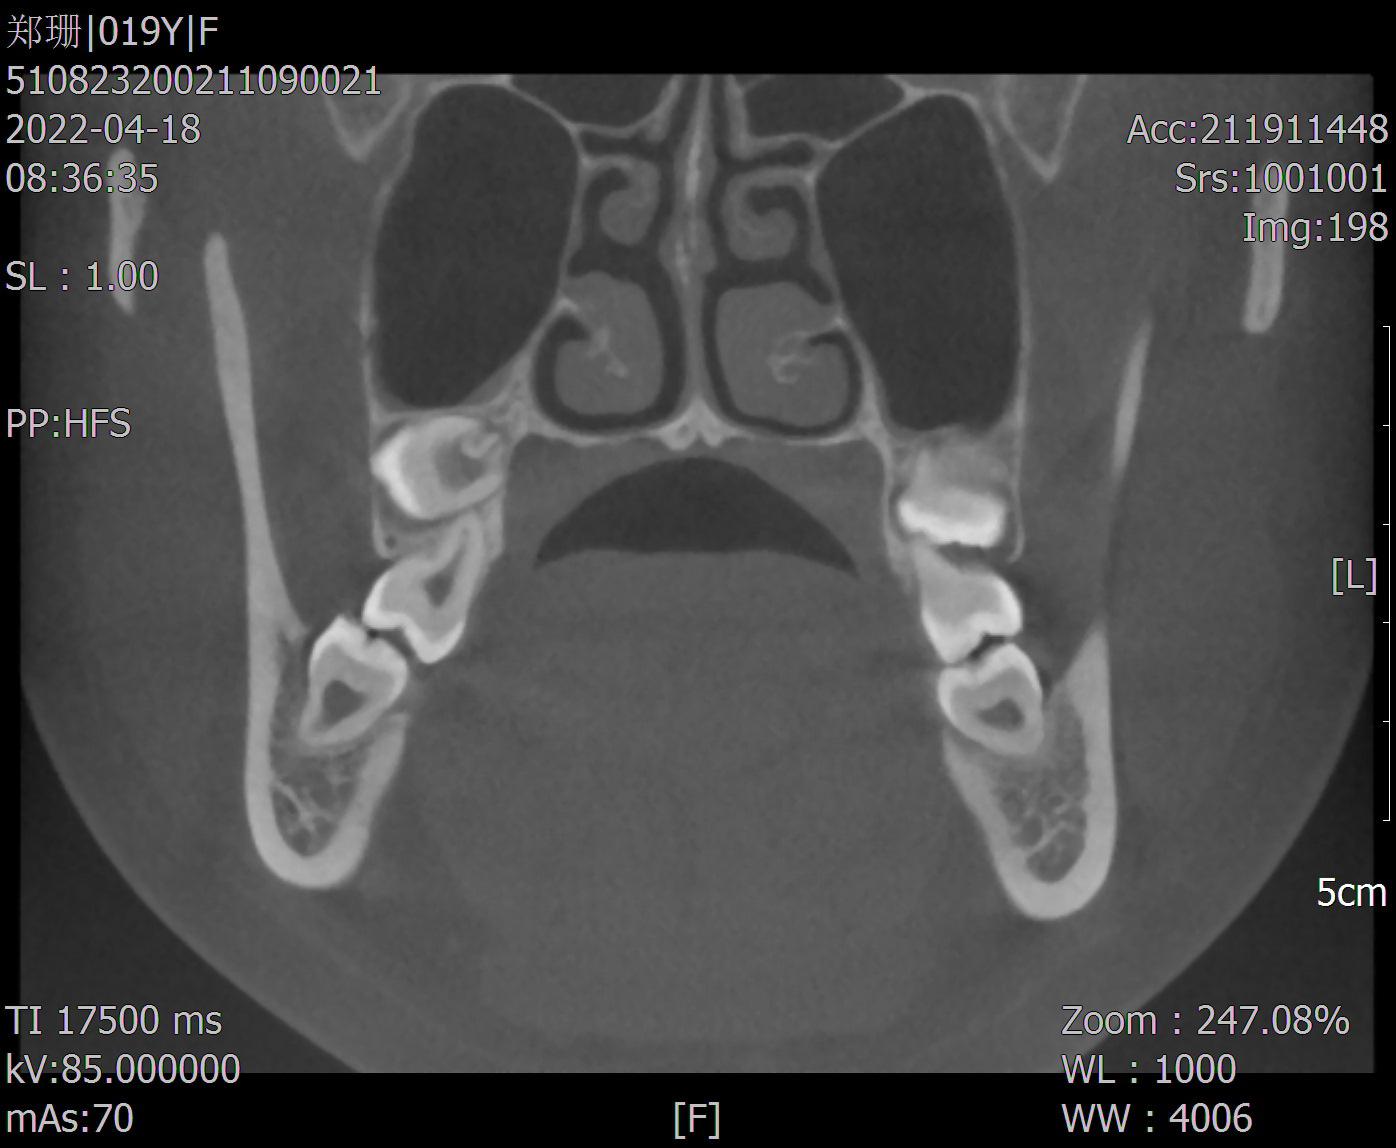 郑珊|019Y|F
510823200211090021
2022-04-18
08:36:35
SL : 1.00
PP:HFS
Acc:211911448
Srs:1001001
Img:198
[L]
5cm
TI 17500 ms
kV:85.000000
mAs:70
[F]
Zoom : 247.08%
WL : 1000
WW : 4006